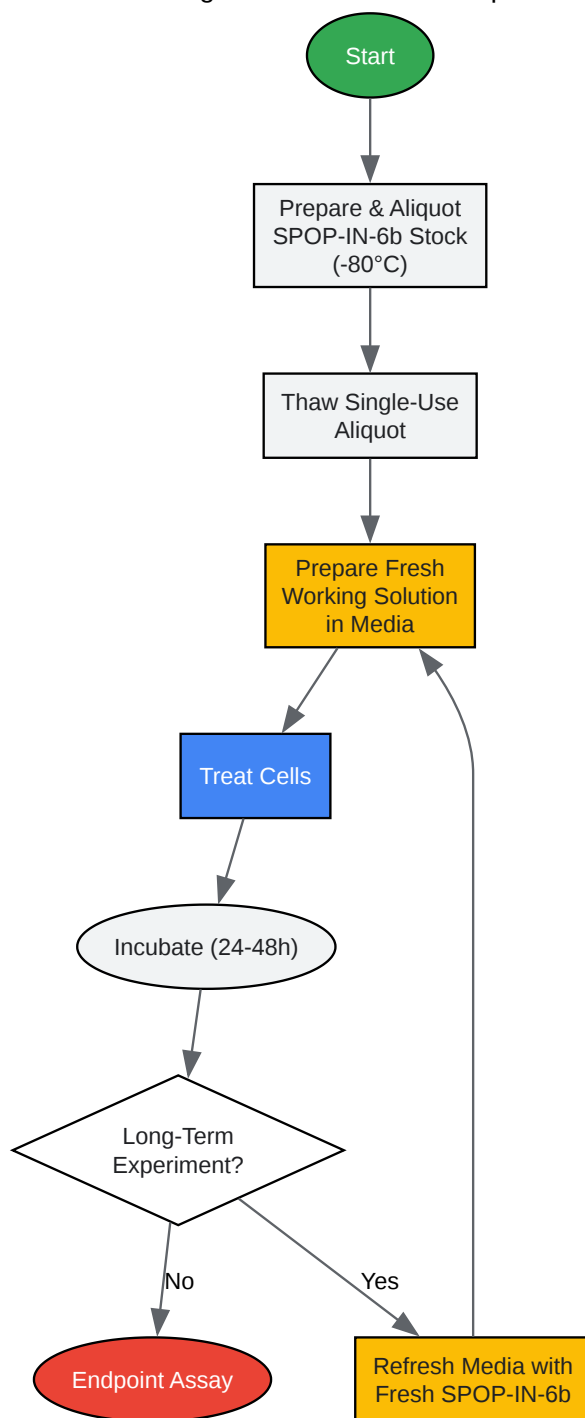 Start
Prepare & Aliquot
SPOP-IN-6b Stock
(-80°C)
Thaw Single-Use
Aliquot
Prepare Fresh
Working Solution
in Media
Treat Cells
Incubate (24-48h)
Long-Term
Experiment?
No
Yes
Endpoint Assay
Refresh Media with
Fresh SPOP-IN-6b